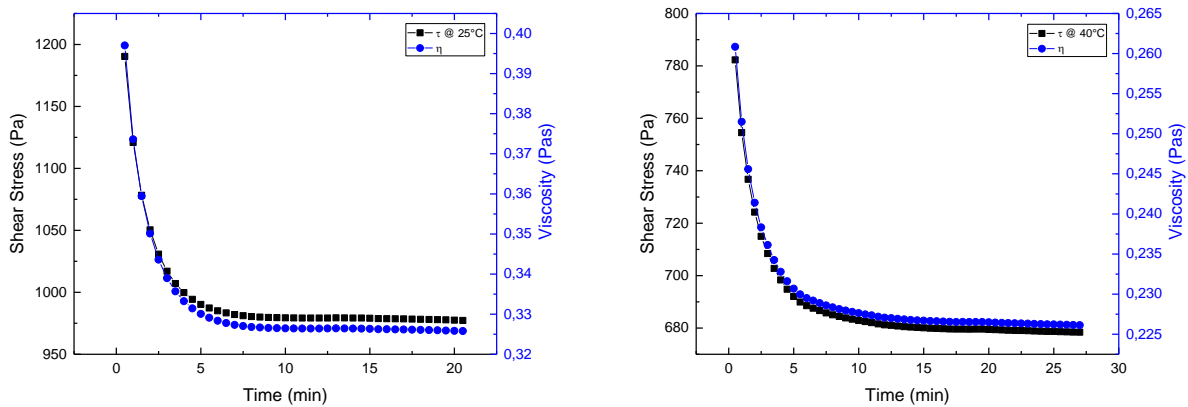 τ @ 25°C
η
Shear Stress (Pa)
1200
1150
1100
1050
1000
950
Viscosity (Pas)
0,40
0,39
0,38
0,37
0,36
0,35
0,34
0,33
0,32
0 5 10 15 20
Time (min)
τ @ 40°C
η
Shear Stress (Pa)
800
780
760
740
720
700
680
Viscosity (Pas)
0,265
0,260
0,255
0,250
0,245
0,240
0,235
0,230
0,225
0 5 10 15 20 25 30
Time (min)